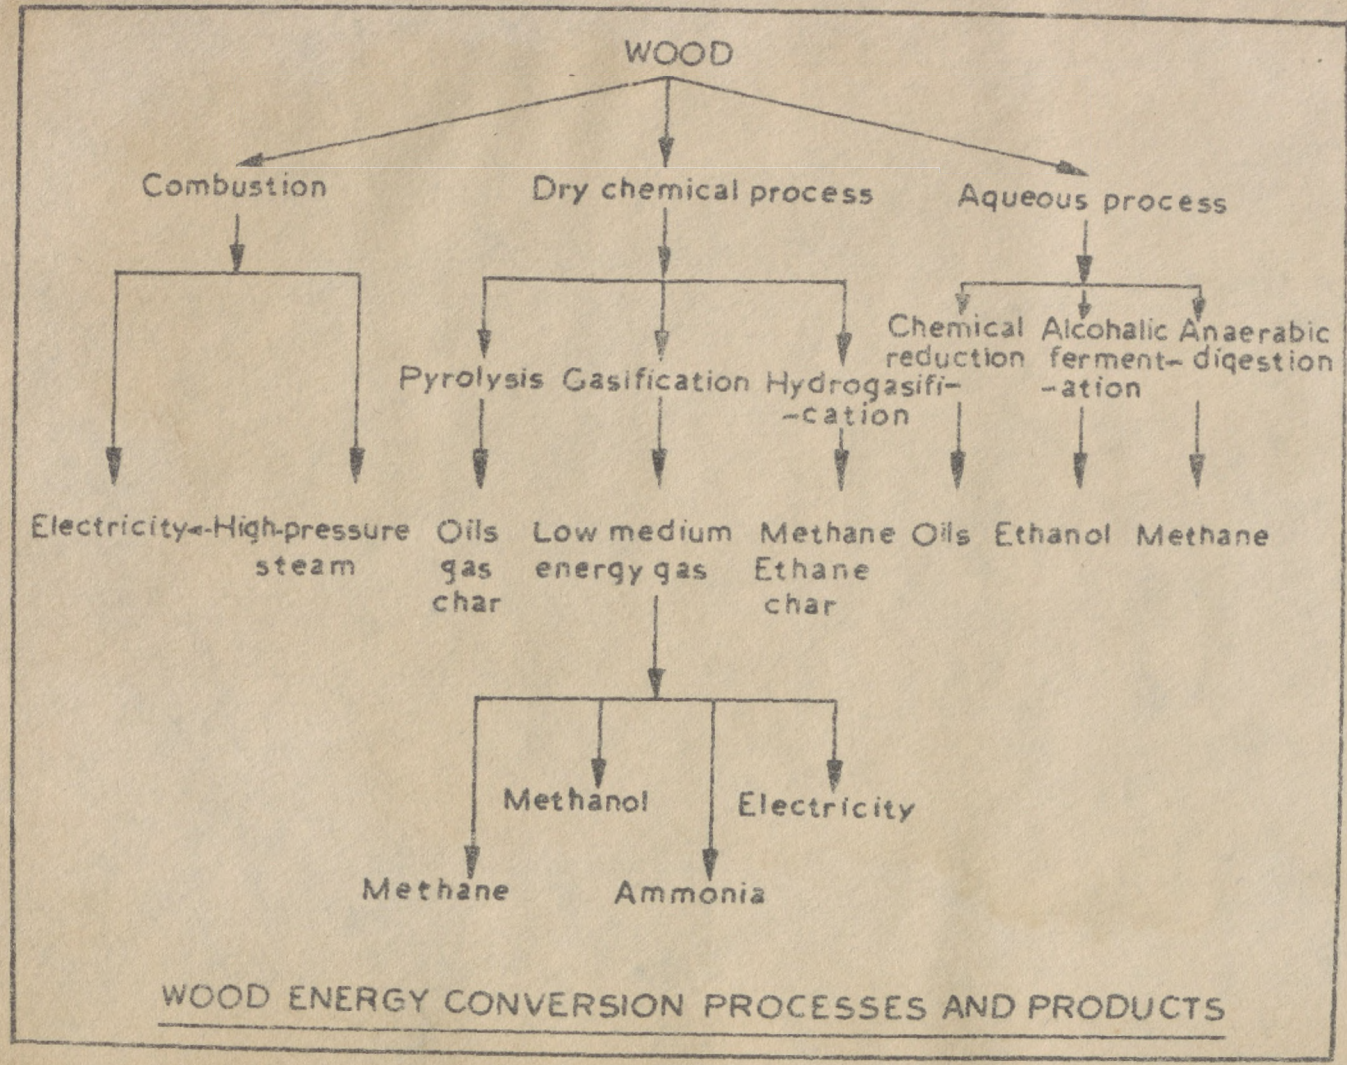 WOOD
Combustion
Dry chemical process
Aqueous process
Chemical
reduction
Alcohalic
ferment-
-ation
Anaerabic
digestion
Pyrolysis
Gasification
Hydrogasifi-
-cation
Electricity
High-pressure
steam
Oils
gas
char
Low medium
energy gas
Methane
Ethane
char
Oils
Ethanol
Methane
Methanol
Electricity
Methane
Ammonia
WOOD ENERGY CONVERSION PROCESSES AND PRODUCTS